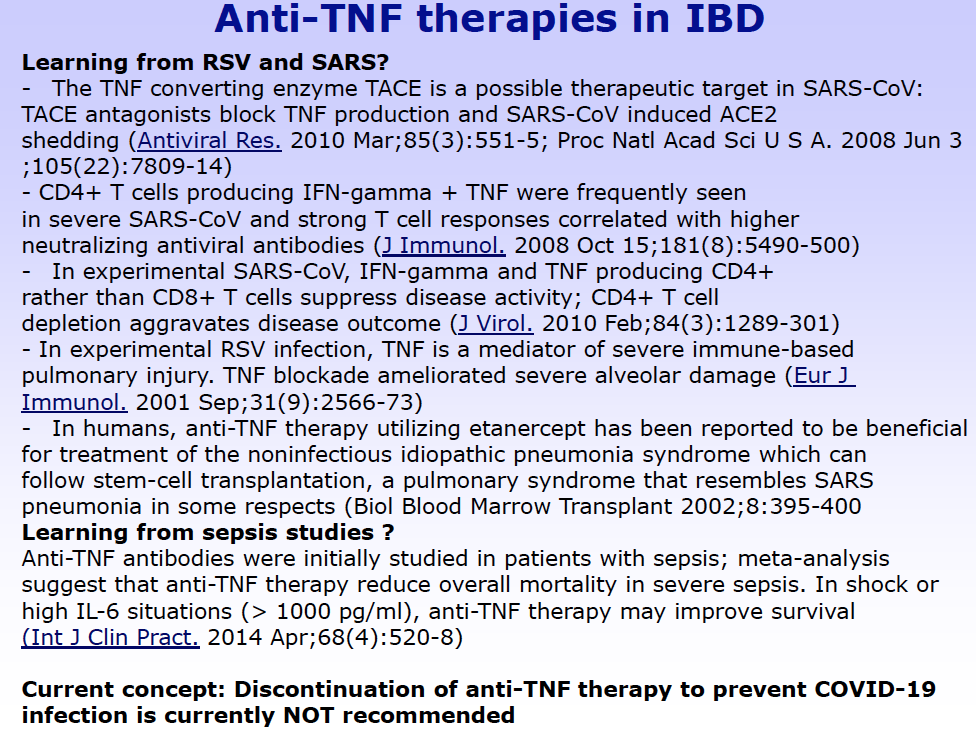 Anti-TNF therapies in IBD
Learning from RSV and SARS?
- The TNF converting enzyme TACE is a possible therapeutic target in SARS-CoV:
TACE antagonists block TNF production and SARS-CoV induced ACE2
shedding (Antiviral Res. 2010 Mar;85(3):551-5; Proc Natl Acad Sci U S A. 2008 Jun 3
;105(22):7809-14)
- CD4+ T cells producing IFN-gamma + TNF were frequently seen
in severe SARS-CoV and strong T cell responses correlated with higher
neutralizing antiviral antibodies (J Immunol. 2008 Oct 15;181(8):5490-500)
- In experimental SARS-CoV, IFN-gamma and TNF producing CD4+
rather than CD8+ T cells suppress disease activity; CD4+ T cell
depletion aggravates disease outcome (J Virol. 2010 Feb;84(3):1289-301)
- In experimental RSV infection, TNF is a mediator of severe immune-based
pulmonary injury. TNF blockade ameliorated severe alveolar damage (Eur J
Immunol. 2001 Sep;31(9):2566-73)
- In humans, anti-TNF therapy utilizing etanercept has been reported to be beneficial
for treatment of the noninfectious idiopathic pneumonia syndrome which can
follow stem-cell transplantation, a pulmonary syndrome that resembles SARS
pneumonia in some respects (Biol Blood Marrow Transplant 2002;8:395-400
Learning from sepsis studies ?
Anti-TNF antibodies were initially studied in patients with sepsis; meta-analysis
suggest that anti-TNF therapy reduce overall mortality in severe sepsis. In shock or
high IL-6 situations (> 1000 pg/ml), anti-TNF therapy may improve survival
(Int J Clin Pract. 2014 Apr;68(4):520-8)
Current concept: Discontinuation of anti-TNF therapy to prevent COVID-19
infection is currently NOT recommended